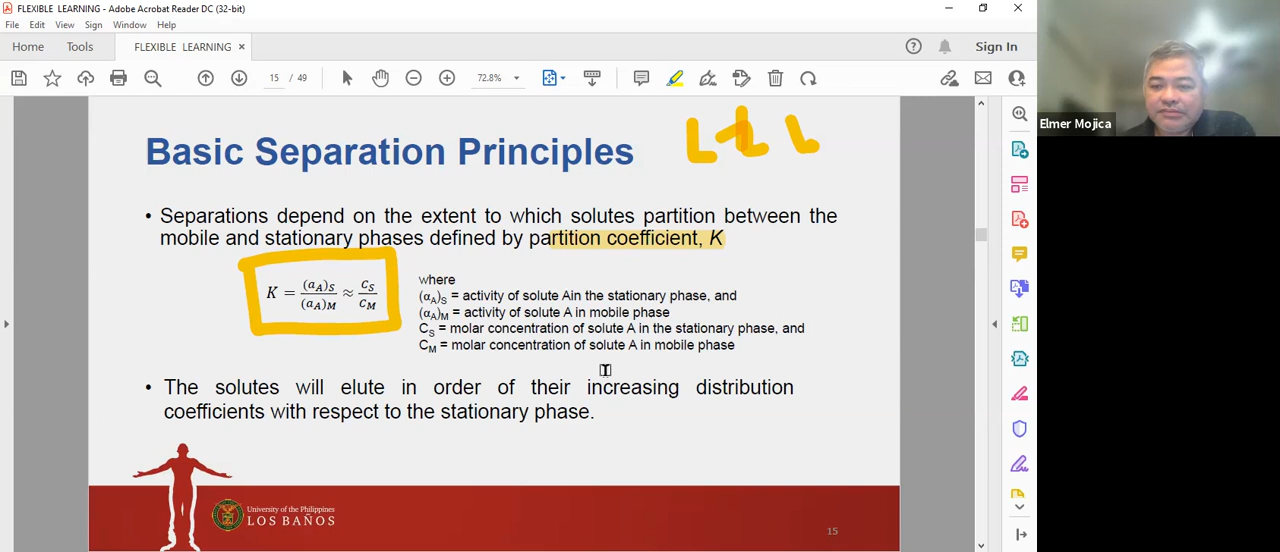 FLEXIBLE LEARNING - Adobe Acrobat Reader DC (32-bit)
File Edit View Sign Window Help
Home Tools FLEXIBLE LEARNING × Sign In
15 / 49 72.8%
Elmer Mojica
Basic Separation Principles
• Separations depend on the extent to which solutes partition between the
mobile and stationary phases defined by partition coefficient, K
K = (a_A)_S / (a_A)_M ≈ c_S / c_M
where
(α_A)_S = activity of solute Ain the stationary phase, and
(α_A)_M = activity of solute A in mobile phase
C_S = molar concentration of solute A in the stationary phase, and
C_M = molar concentration of solute A in mobile phase
• The solutes will elute in order of their increasing distribution
coefficients with respect to the stationary phase.
University of the Philippines
LOS BAÑOS
15